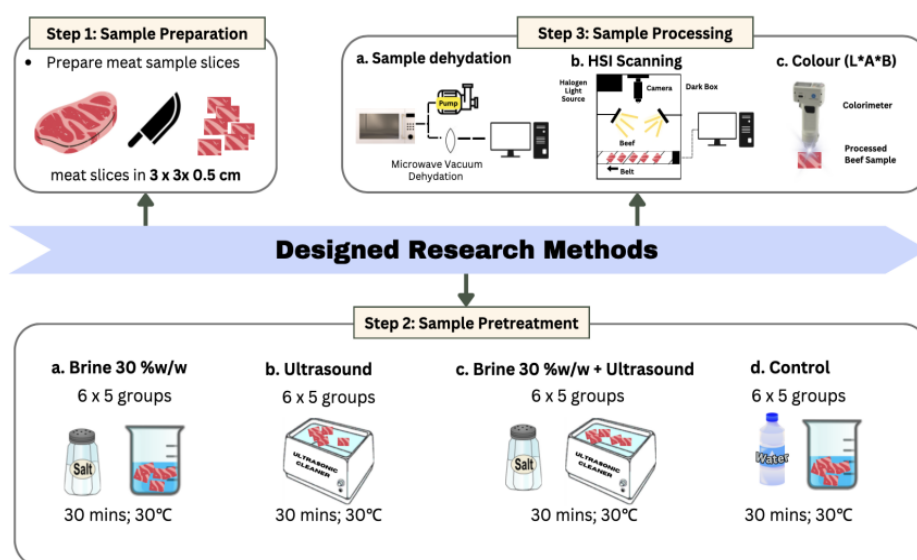 Step 1: Sample Preparation
• Prepare meat sample slices
meat slices in 3 x 3x 0.5 cm
Step 3: Sample Processing
a. Sample dehydation
Pump
Microwave Vacuum
Dehydation
b. HSI Scanning
Halogen
Light
Source
Camera
Dark Box
Beef
Belt
c. Colour (L*A*B)
Colorimeter
Processed
Beef Sample
Designed Research Methods
Step 2: Sample Pretreatment
a. Brine 30 %w/w
6 x 5 groups
Salt
30 mins; 30℃
b. Ultrasound
6 x 5 groups
ULTRASONIC
CLEANER
30 mins; 30℃
c. Brine 30 %w/w + Ultrasound
6 x 5 groups
Salt
ULTRASONIC
CLEANER
30 mins; 30℃
d. Control
6 x 5 groups
Water
30 mins; 30℃